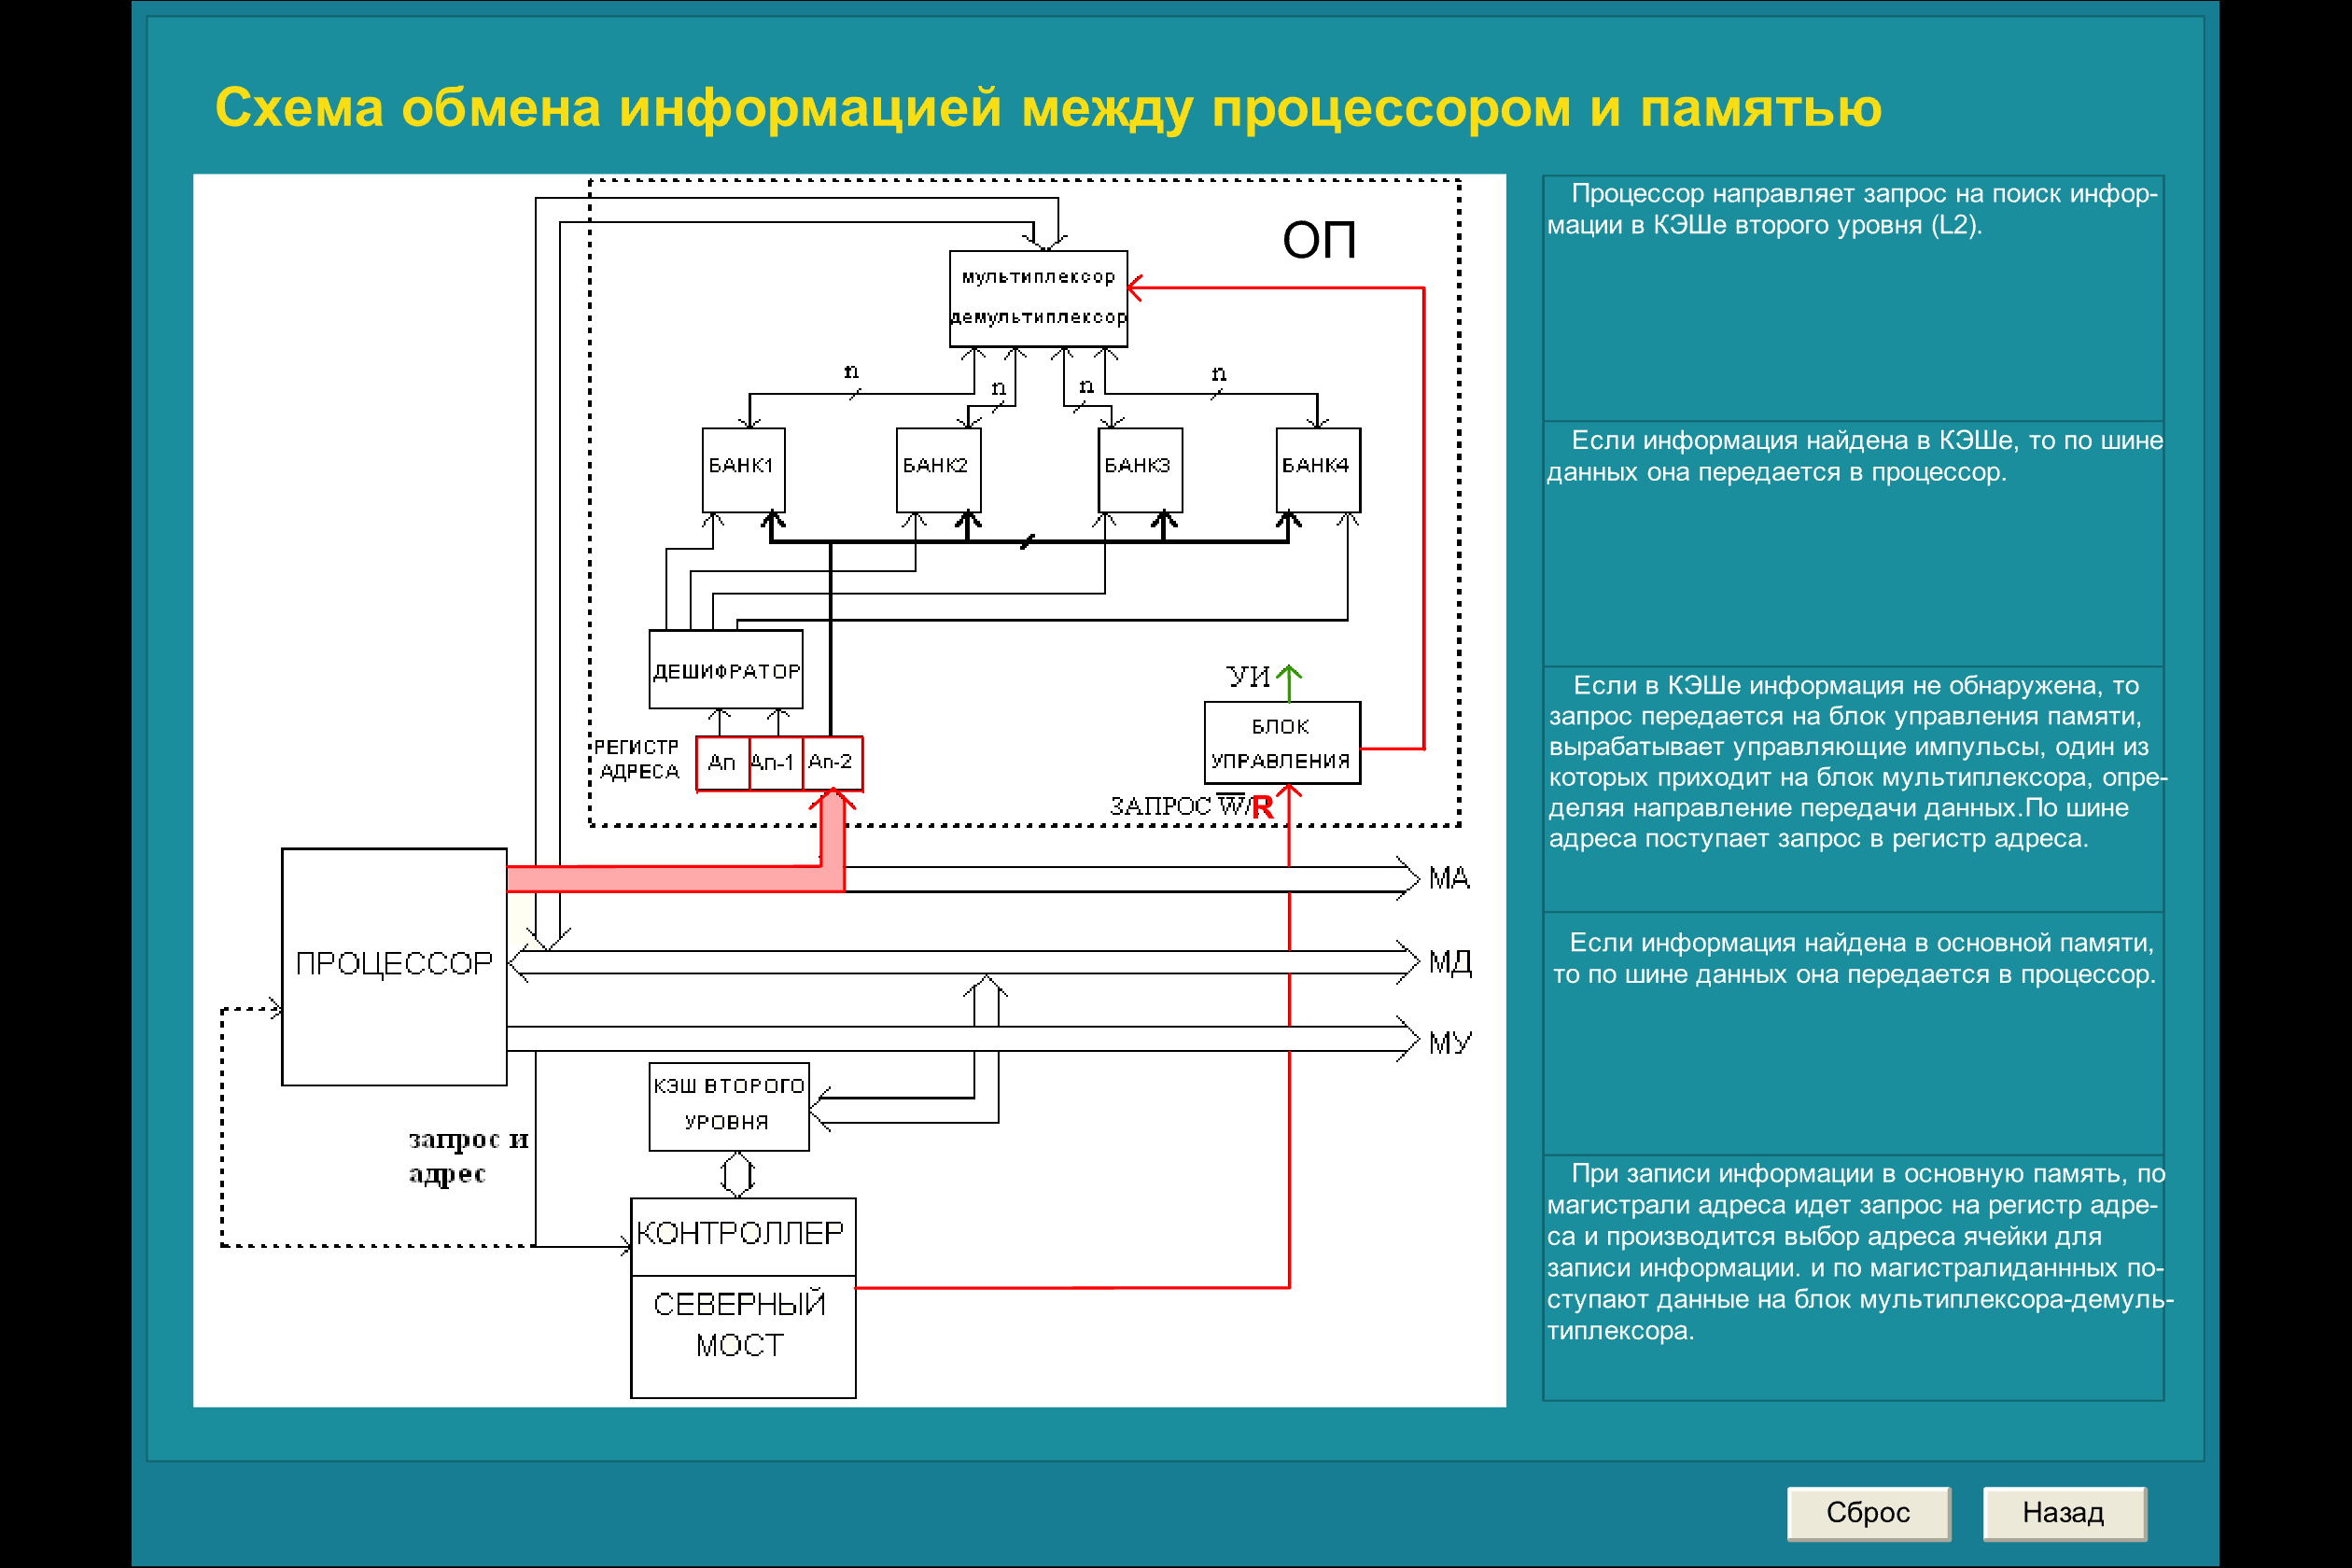 Схема обмена информацией между процессором и памятью
ОП
мультиплексор
демультиплексор
n
n
n
n
БАНК1
БАНК2
БАНК3
БАНК4
ДЕШИФРАТОР
РЕГИСТР
АДРЕСА
An
An-1
An-2
УИ
БЛОК
УПРАВЛЕНИЯ
ЗАПРОС W/R
МА
ПРОЦЕССОР
МД
МУ
КЭШ ВТОРОГО
УРОВНЯ
запрос и
адрес
КОНТРОЛЛЕР
СЕВЕРНЫЙ
МОСТ
Процессор направляет запрос на поиск инфор-
мации в КЭШе второго уровня (L2).
Если информация найдена в КЭШе, то по шине
данных она передается в процессор.
Если в КЭШе информация не обнаружена, то
запрос передается на блок управления памяти,
вырабатывает управляющие импульсы, один из
которых приходит на блок мультиплексора, опре-
деляя направление передачи данных.По шине
адреса поступает запрос в регистр адреса.
Если информация найдена в основной памяти,
то по шине данных она передается в процессор.
При записи информации в основную память, по
магистрали адреса идет запрос на регистр адре-
са и производится выбор адреса ячейки для
записи информации. и по магистралиданнных по-
ступают данные на блок мультиплексора-демуль-
типлексора.
Сброс
Назад